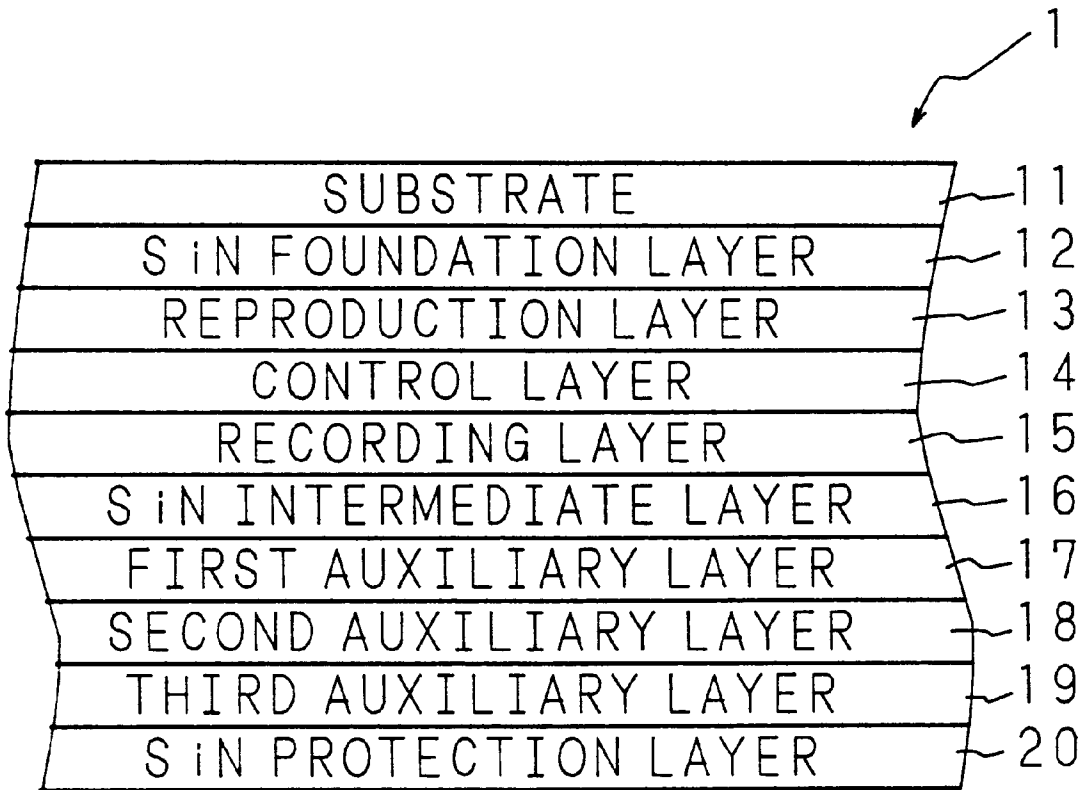 1
SUBSTRATE 11
SiN FOUNDATION LAYER 12
REPRODUCTION LAYER 13
CONTROL LAYER 14
RECORDING LAYER 15
SiN INTERMEDIATE LAYER 16
FIRST AUXILIARY LAYER 17
SECOND AUXILIARY LAYER 18
THIRD AUXILIARY LAYER 19
SiN PROTECTION LAYER 20